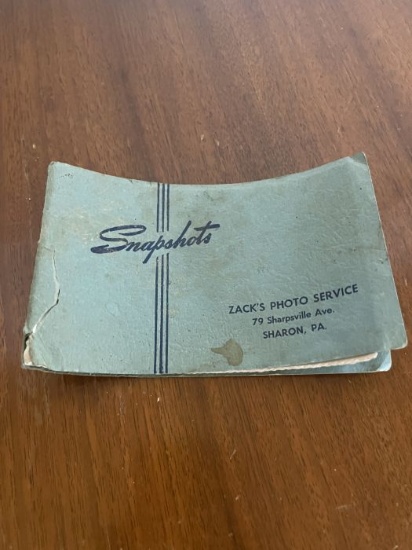 Snapshots
ZACK'S PHOTO SERVICE
79 Sharpsville Ave.
SHARON, PA.